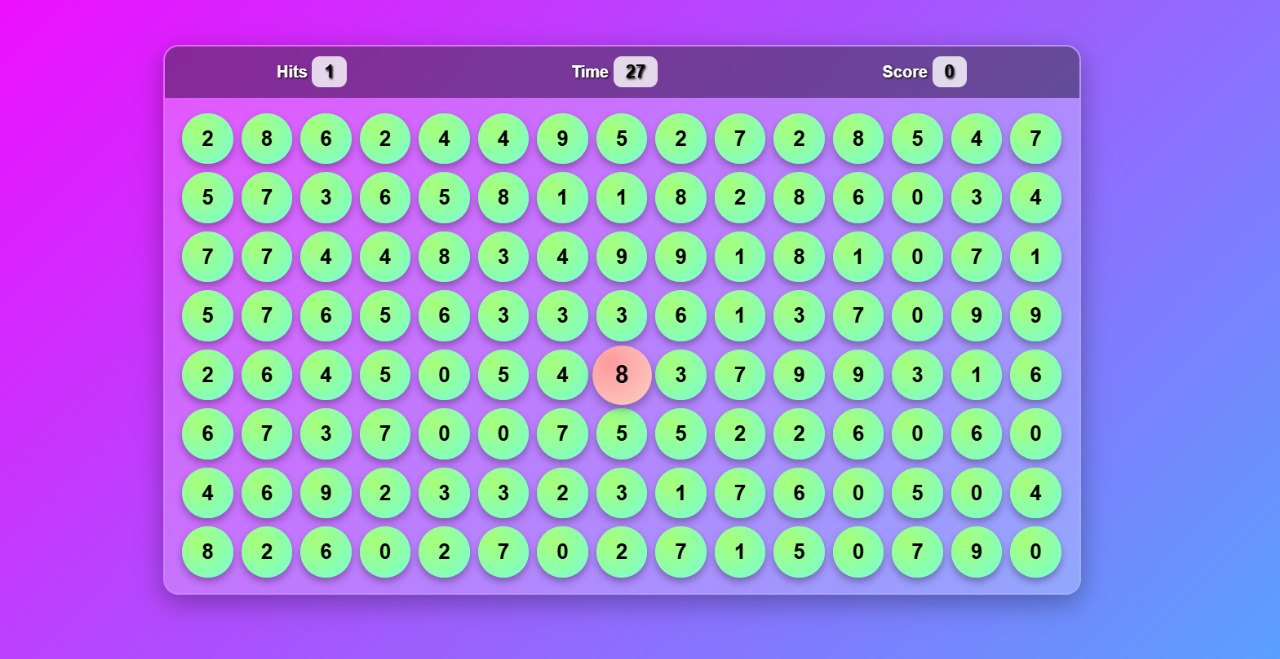 Hits 1 Time 27 Score 0
2 8 6 2 4 4 9 5 2 7 2 8 5 4 7
5 7 3 6 5 8 1 1 8 2 8 6 0 3 4
7 7 4 4 8 3 4 9 9 1 8 1 0 7 1
5 7 6 5 6 3 3 3 6 1 3 7 0 9 9
2 6 4 5 0 5 4 8 3 7 9 9 3 1 6
6 7 3 7 0 0 7 5 5 2 2 6 0 6 0
4 6 9 2 3 3 2 3 1 7 6 0 5 0 4
8 2 6 0 2 7 0 2 7 1 5 0 7 9 0